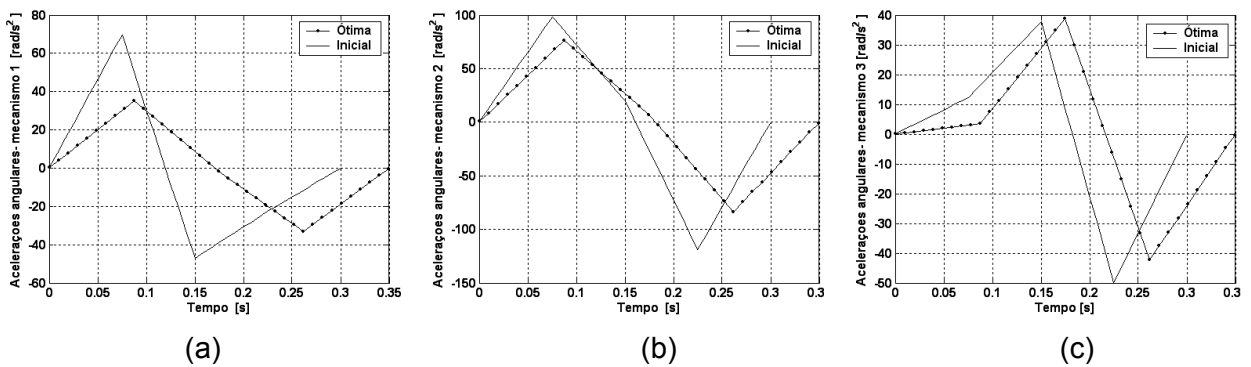 Acelerações angulares- mecanismo 1 [rad/s²]
80
60
40
20
0
-20
-40
-60
0 0.05 0.1 0.15 0.2 0.25 0.3 0.35
Tempo [s]
Ótima
Inicial
(a)
Acelerações angulares- mecanismo 2 [rad/s²]
100
50
0
-50
-100
-150
0 0.05 0.1 0.15 0.2 0.25 0.3 0.3
Tempo [s]
Ótima
Inicial
(b)
Acelerações angulares- mecanismo 3 [rad/s²]
40
30
20
10
0
-10
-20
-30
-40
-50
0 0.05 0.1 0.15 0.2 0.25 0.3 0.3
Tempo [s]
Ótima
Inicial
(c)